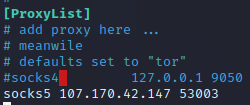 #
[ProxyList]
# add proxy here ...
# meanwile
# defaults set to "tor"
#socks4 127.0.0.1 9050
socks5 107.170.42.147 53003